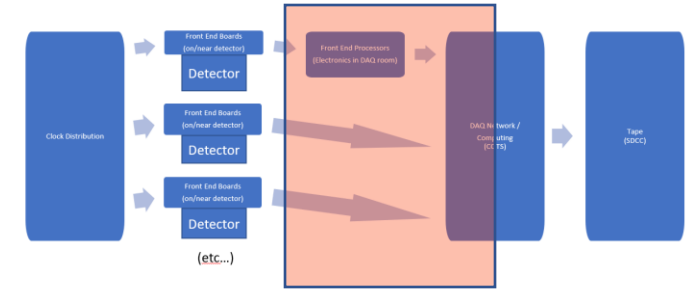 Clock Distribution
Front End Boards
(on/near detector)
Detector
Front End Processors
(Electronics in DAQ room)
Front End Boards
(on/near detector)
Detector
Front End Boards
(on/near detector)
Detector
(etc...)
DAQ Network /
Computing
(COTS)
Tape
(SDCC)